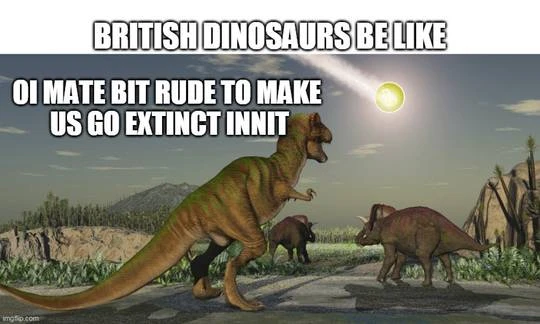 BRITISH DINOSAURS BE LIKE
OI MATE BIT RUDE TO MAKE
US GO EXTINCT INNIT
imgflip.com